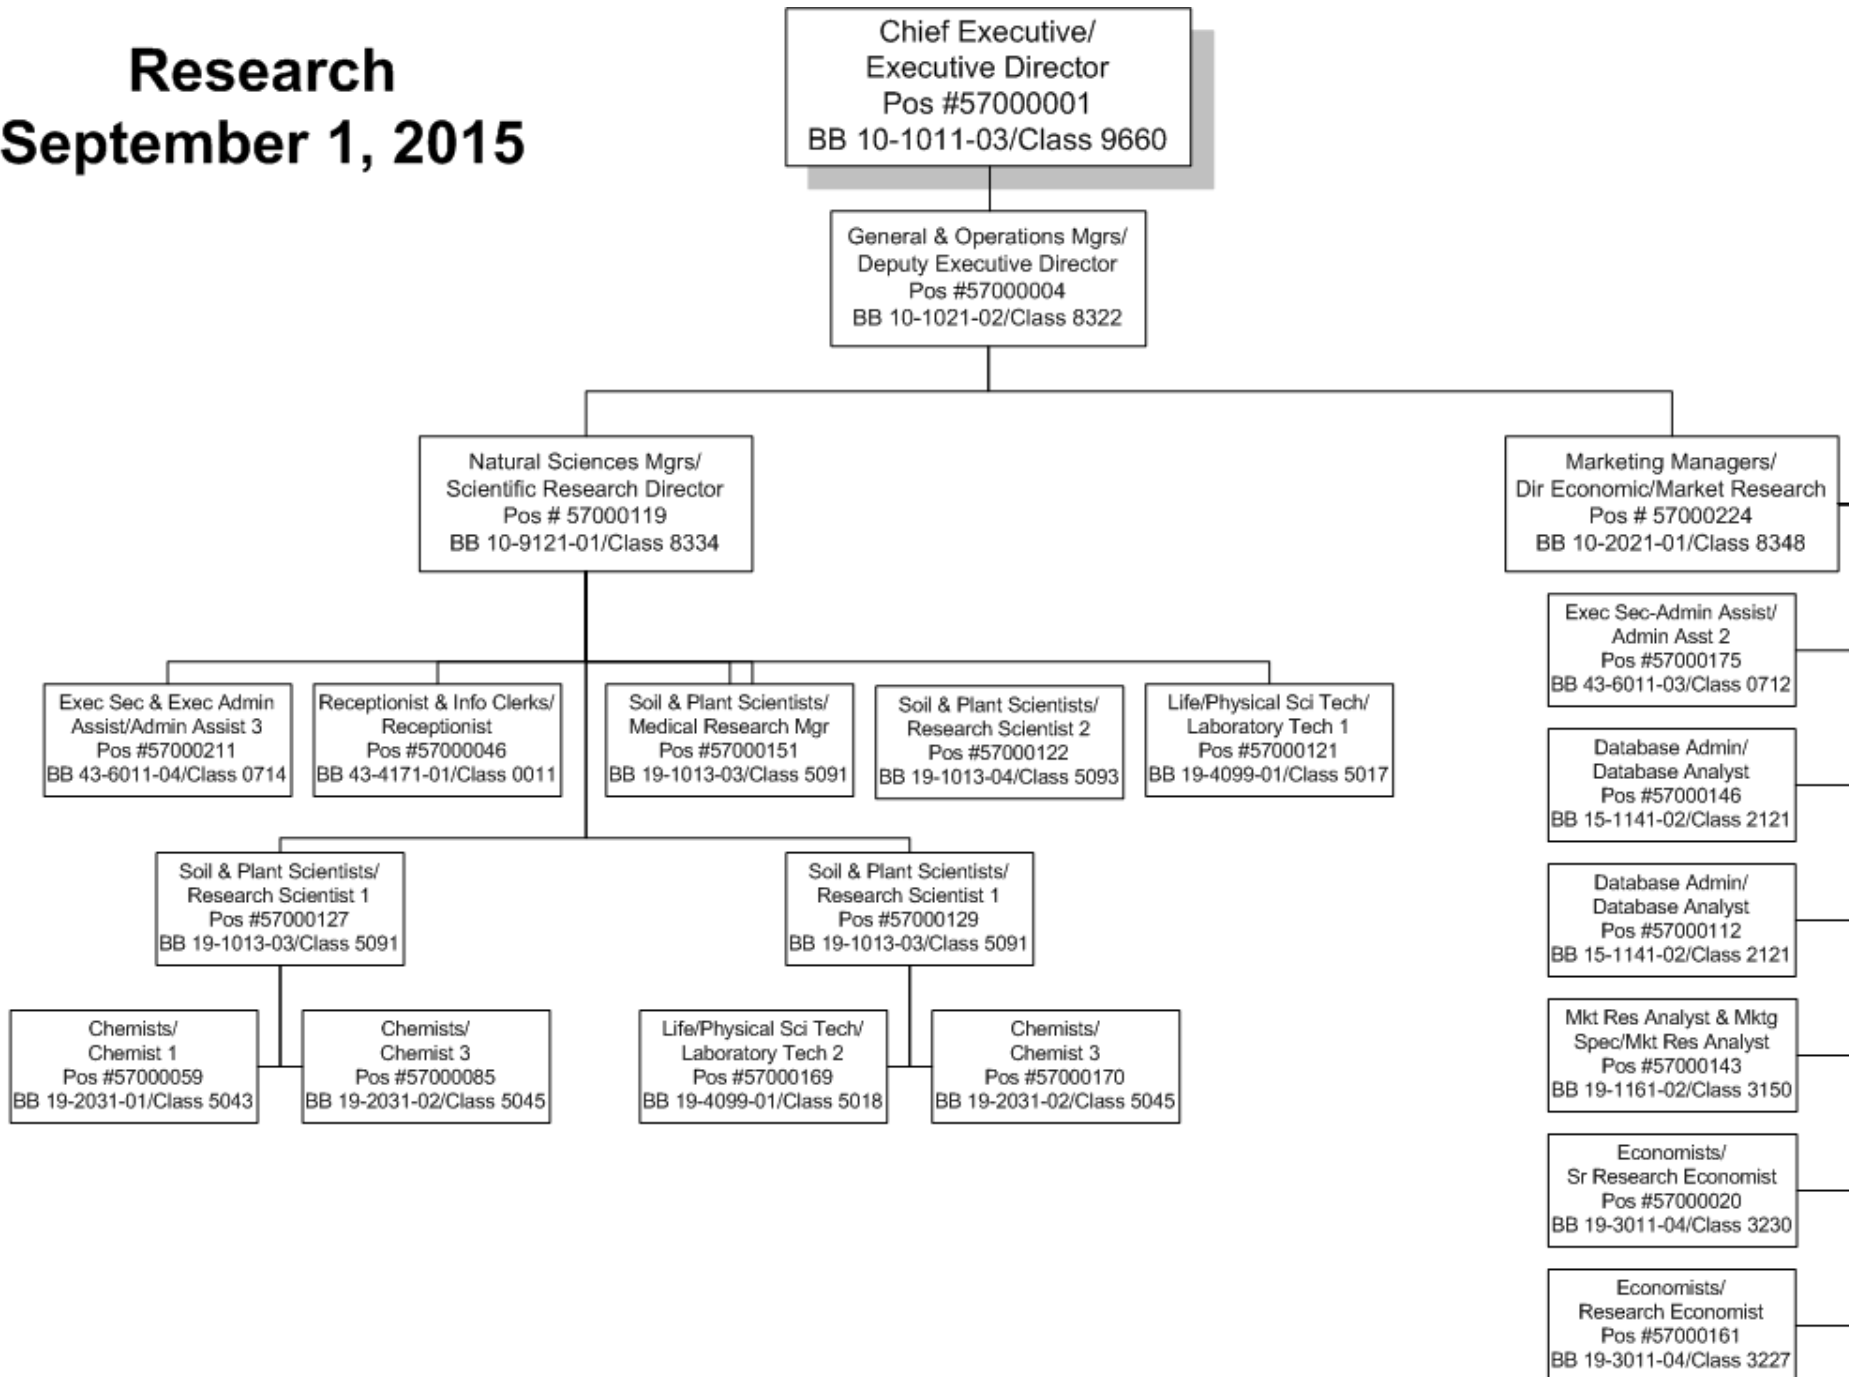 Research
September 1, 2015
Chief Executive/
Executive Director
Pos #57000001
BB 10-1011-03/Class 9660
General & Operations Mgrs/
Deputy Executive Director
Pos #57000004
BB 10-1021-02/Class 8322
Natural Sciences Mgrs/
Scientific Research Director
Pos # 57000119
BB 10-9121-01/Class 8334
Marketing Managers/
Dir Economic/Market Research
Pos # 57000224
BB 10-2021-01/Class 8348
Exec Sec & Exec Admin
Assist/Admin Assist 3
Pos #57000211
BB 43-6011-04/Class 0714
Receptionist & Info Clerks/
Receptionist
Pos #57000046
BB 43-4171-01/Class 0011
Soil & Plant Scientists/
Medical Research Mgr
Pos #57000151
BB 19-1013-03/Class 5091
Soil & Plant Scientists/
Research Scientist 2
Pos #57000122
BB 19-1013-04/Class 5093
Life/Physical Sci Tech/
Laboratory Tech 1
Pos #57000121
BB 19-4099-01/Class 5017
Soil & Plant Scientists/
Research Scientist 1
Pos #57000127
BB 19-1013-03/Class 5091
Soil & Plant Scientists/
Research Scientist 1
Pos #57000129
BB 19-1013-03/Class 5091
Chemists/
Chemist 1
Pos #57000059
BB 19-2031-01/Class 5043
Chemists/
Chemist 3
Pos #57000085
BB 19-2031-02/Class 5045
Life/Physical Sci Tech/
Laboratory Tech 2
Pos #57000169
BB 19-4099-01/Class 5018
Chemists/
Chemist 3
Pos #57000170
BB 19-2031-02/Class 5045
Exec Sec-Admin Assist/
Admin Asst 2
Pos #57000175
BB 43-6011-03/Class 0712
Database Admin/
Database Analyst
Pos #57000146
BB 15-1141-02/Class 2121
Database Admin/
Database Analyst
Pos #57000112
BB 15-1141-02/Class 2121
Mkt Res Analyst & Mktg
Spec/Mkt Res Analyst
Pos #57000143
BB 19-1161-02/Class 3150
Economists/
Sr Research Economist
Pos #57000020
BB 19-3011-04/Class 3230
Economists/
Research Economist
Pos #57000161
BB 19-3011-04/Class 3227